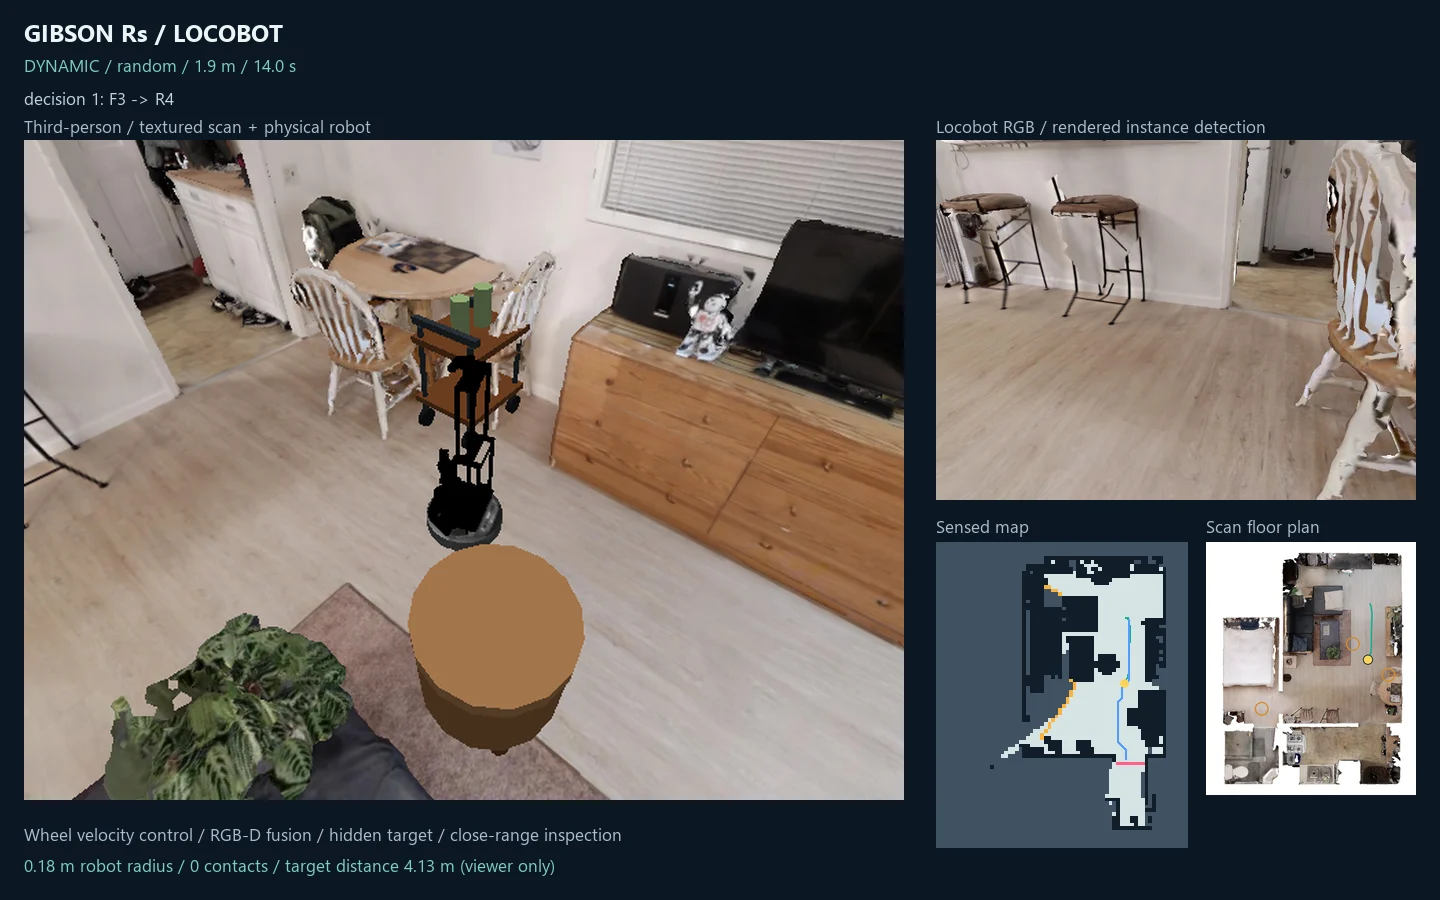 GIBSON Rs / LOCOBOT
DYNAMIC / random / 1.9 m / 14.0 s
decision 1: F3 -> R4
Third-person / textured scan + physical robot
Locobot RGB / rendered instance detection
Sensed map
Scan floor plan
Wheel velocity control / RGB-D fusion / hidden target / close-range inspection
0.18 m robot radius / 0 contacts / target distance 4.13 m (viewer only)